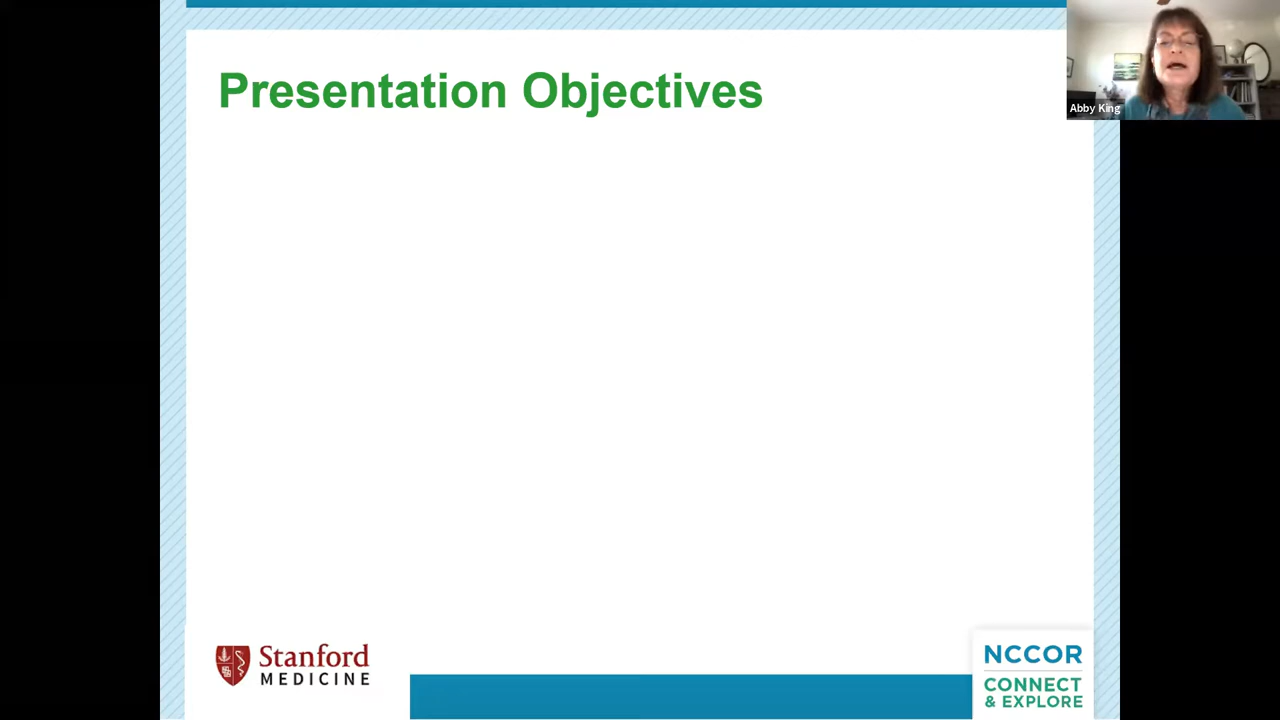 Presentation Objectives
Abby King
Stanford
MEDICINE
NCCOR
CONNECT
& EXPLORE